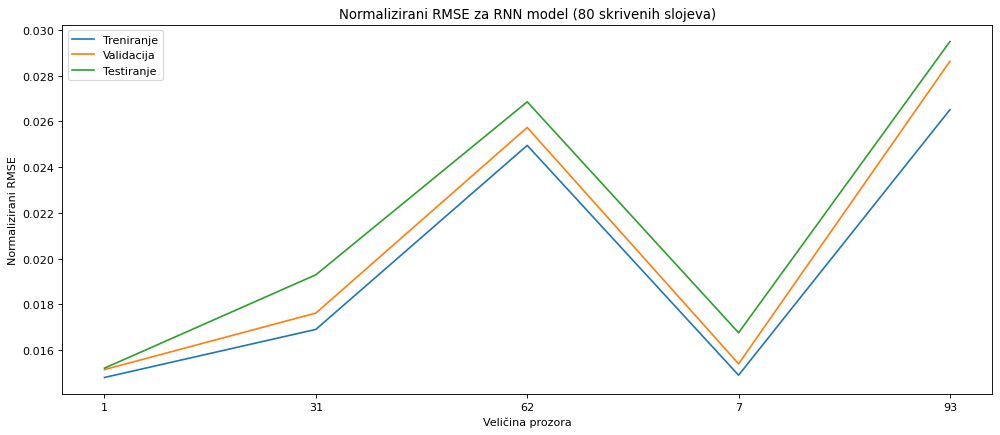 Normalizirani RMSE za RNN model (80 skrivenih slojeva)
Treniranje
Validacija
Testiranje
Normalizirani RMSE
0.030
0.028
0.026
0.024
0.022
0.020
0.018
0.016
1 31 62 7 93
Veličina prozora